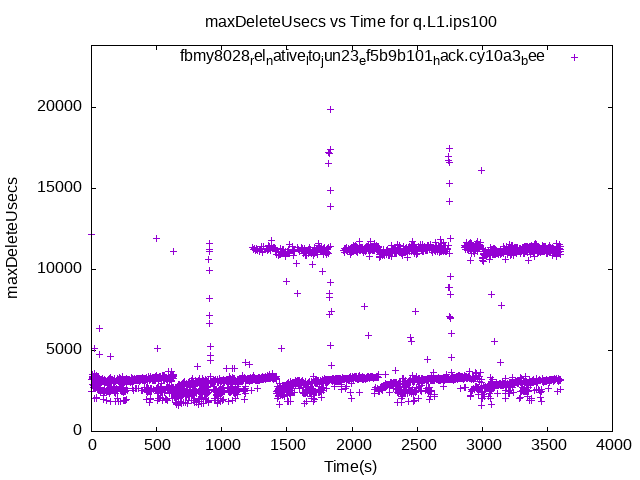 maxDeleteUsecs vs Time for q.L1.ips100
fbmy8028relnativeltojun23ef5b9b101hack.cy10a3bee
20000
15000
10000
5000
0
maxDeleteUsecs
0 500 1000 1500 2000 2500 3000 3500 4000
Time(s)